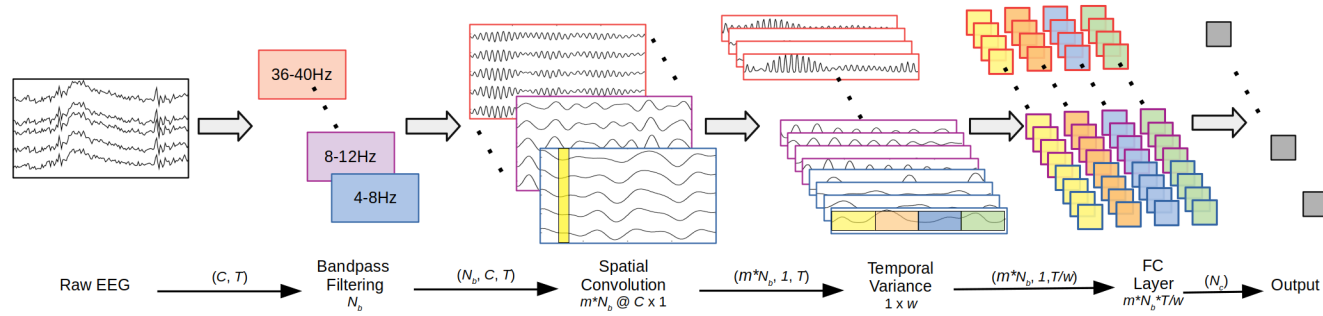 36-40Hz
8-12Hz
4-8Hz
Raw EEG
(C, T)
Bandpass
Filtering
N_b
(N_b, C, T)
Spatial
Convolution
m*N_b @ C x 1
(m*N_b, 1, T)
Temporal
Variance
1 x w
(m*N_b, 1,T/w)
FC
Layer
m*N_b*T/w
(N_c)
Output